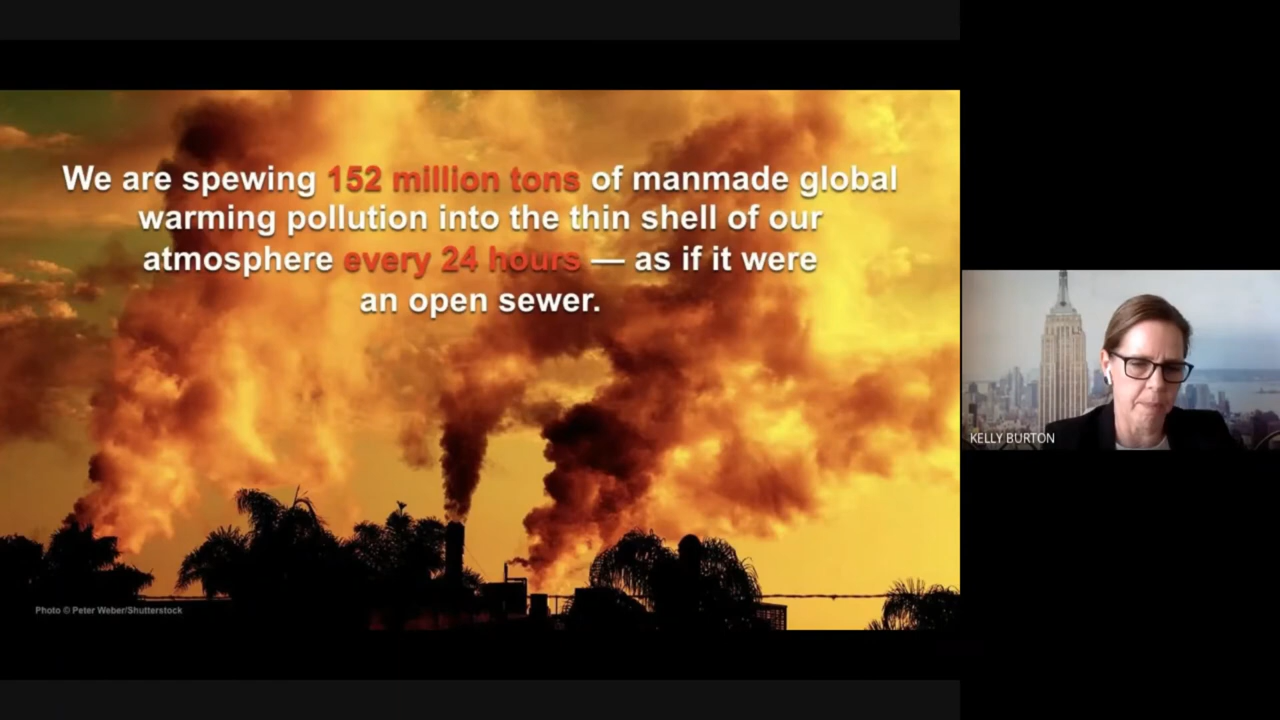 We are spewing 152 million tons of manmade global
warming pollution into the thin shell of our
atmosphere every 24 hours — as if it were
an open sewer.
Photo © Peter Weber/Shutterstock
KELLY BURTON